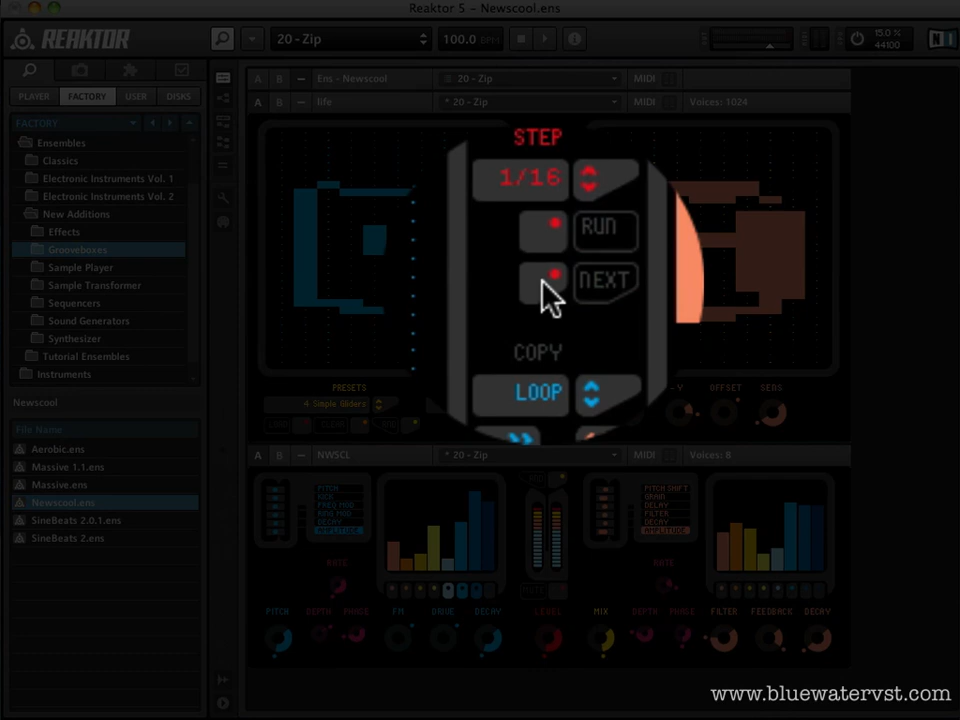 Reaktor 5 - Newscool.ens
REAKTOR
20 - Zip
100.0 BPM
15.0 %
44100
NI
PLAYER FACTORY USER DISKS
FACTORY
Ensembles
Classics
Electronic Instruments Vol. 1
Electronic Instruments Vol. 2
New Additions
Effects
Grooveboxes
Sample Player
Sample Transformer
Sequencers
Sound Generators
Synthesizer
Tutorial Ensembles
Instruments
Newscool
File Name
Aerobic.ens
Massive 1.1.ens
Massive.ens
Newscool.ens
SineBeats 2.0.1.ens
SineBeats 2.ens
A B Ens - Newscool 20 - Zip MIDI
A B life * 20 - Zip MIDI Voices: 1024
STEP
1/16
RUN
NEXT
COPY
LOOP
PRESETS
4 Simple Gliders
- Y OFFSET SENS
A B NWSCL * 20 - Zip MIDI Voices: 8
PITCH
KICK
FREQ MOD
RING MOD
DECAY
AMPLITUDE
PITCH SHIFT
GRAIN
DELAY
FILTER
DECAY
AMPLITUDE
RATE
RATE
MUTE
PITCH DEPTH PHASE FM DRIVE DECAY LEVEL MIX DEPTH PHASE FILTER FEEDBACK DECAY
www.bluewatervst.com